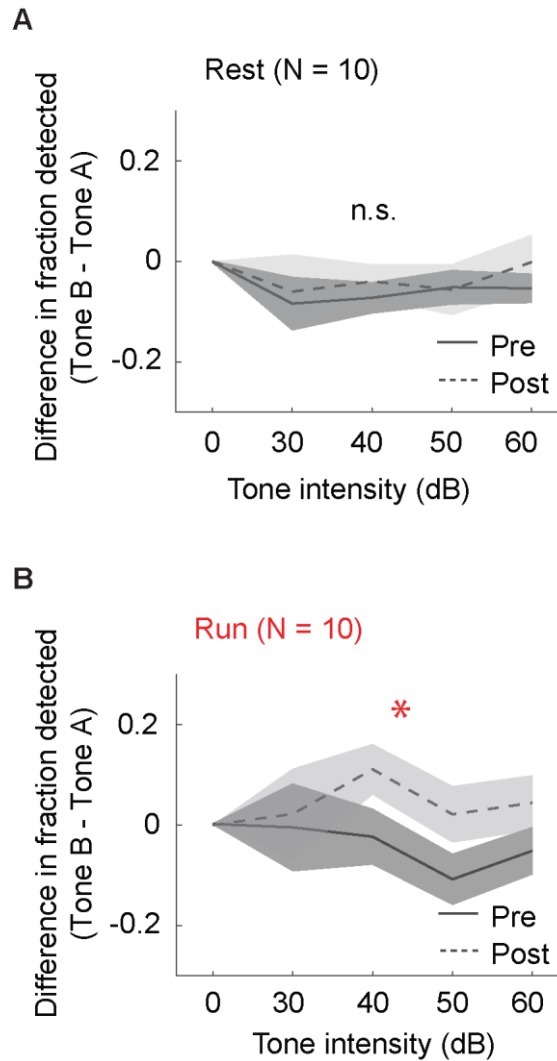 A
Rest (N = 10)
Difference in fraction detected
(Tone B - Tone A)
0.2
0
-0.2
n.s.
Pre
Post
0 30 40 50 60
Tone intensity (dB)
B
Run (N = 10)
Difference in fraction detected
(Tone B - Tone A)
0.2
0
-0.2
*
Pre
Post
0 30 40 50 60
Tone intensity (dB)